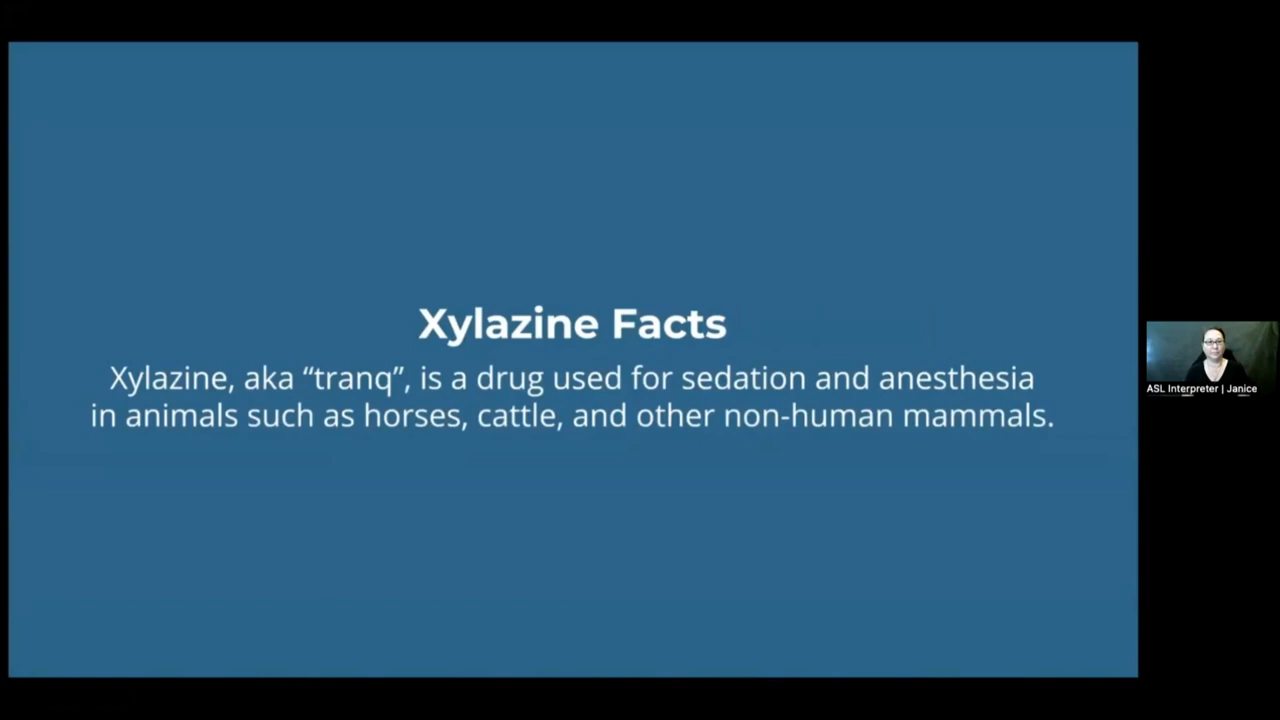 Xylazine Facts
Xylazine, aka “tranq”, is a drug used for sedation and anesthesia
in animals such as horses, cattle, and other non-human mammals.
ASL Interpreter | Janice